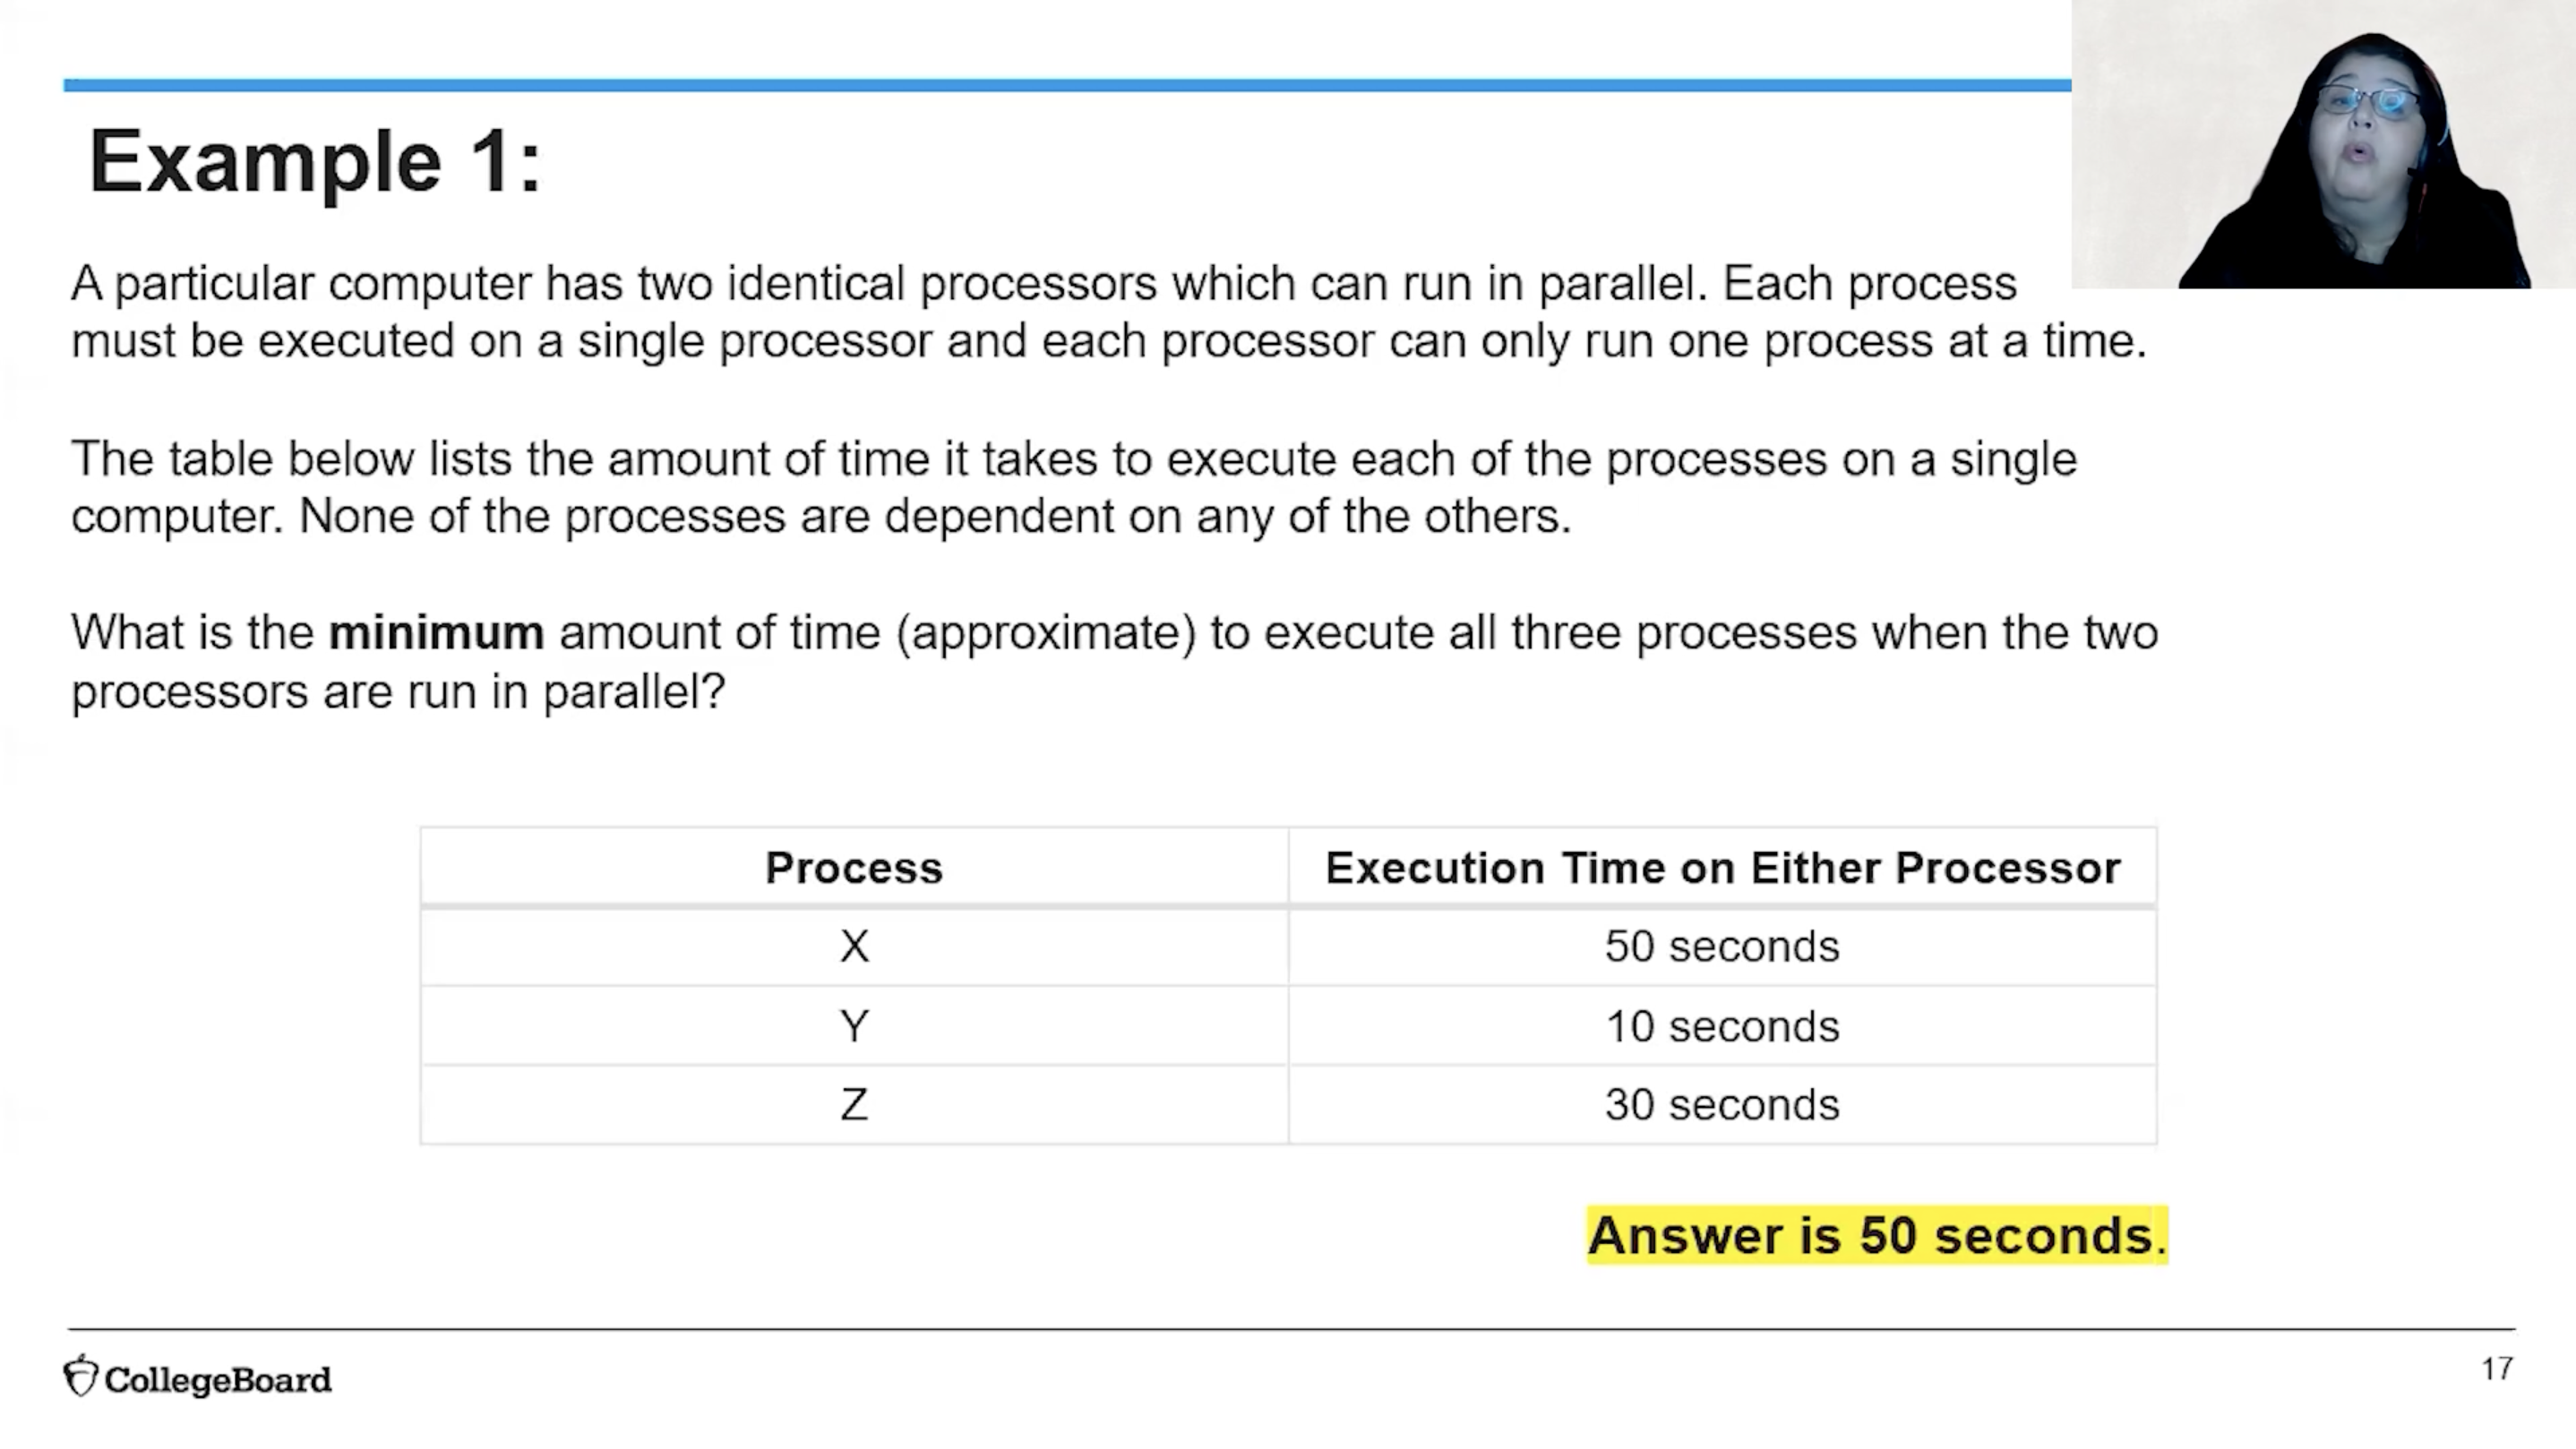 Example 1:
A particular computer has two identical processors which can run in parallel. Each process
must be executed on a single processor and each processor can only run one process at a time.
The table below lists the amount of time it takes to execute each of the processes on a single
computer. None of the processes are dependent on any of the others.
What is the minimum amount of time (approximate) to execute all three processes when the two
processors are run in parallel?
Process Execution Time on Either Processor
X 50 seconds
Y 10 seconds
Z 30 seconds
Answer is 50 seconds.
CollegeBoard
17